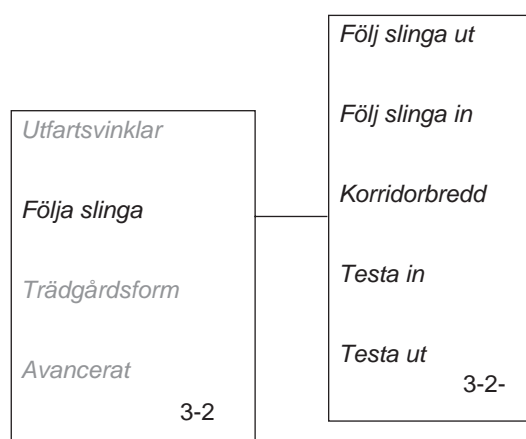 Utfartsvinklar
Följa slinga
Trädgårdsform
Avancerat
3-2
Följ slinga ut
Följ slinga in
Korridorbredd
Testa in
Testa ut
3-2-